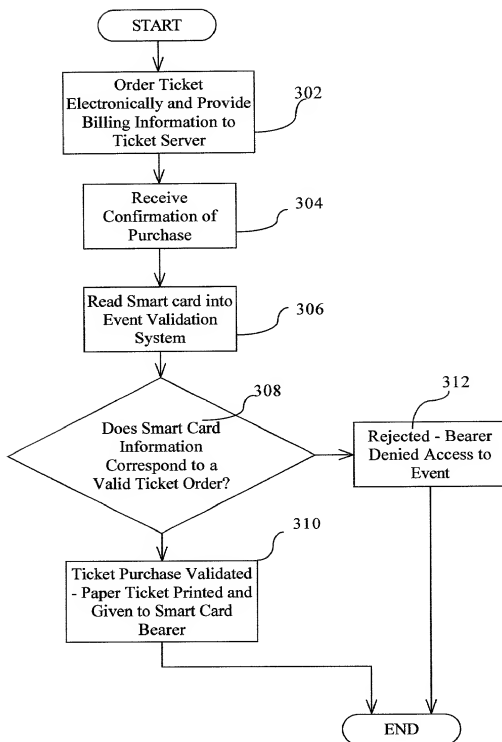 START
Order Ticket
Electronically and Provide
Billing Information to
Ticket Server
302
Receive
Confirmation of
Purchase
304
Read Smart card into
Event Validation
System
306
308
Does Smart Card
Information
Correspond to a
Valid Ticket Order?
312
Rejected - Bearer
Denied Access to
Event
310
Ticket Purchase Validated
- Paper Ticket Printed and
Given to Smart Card
Bearer
END